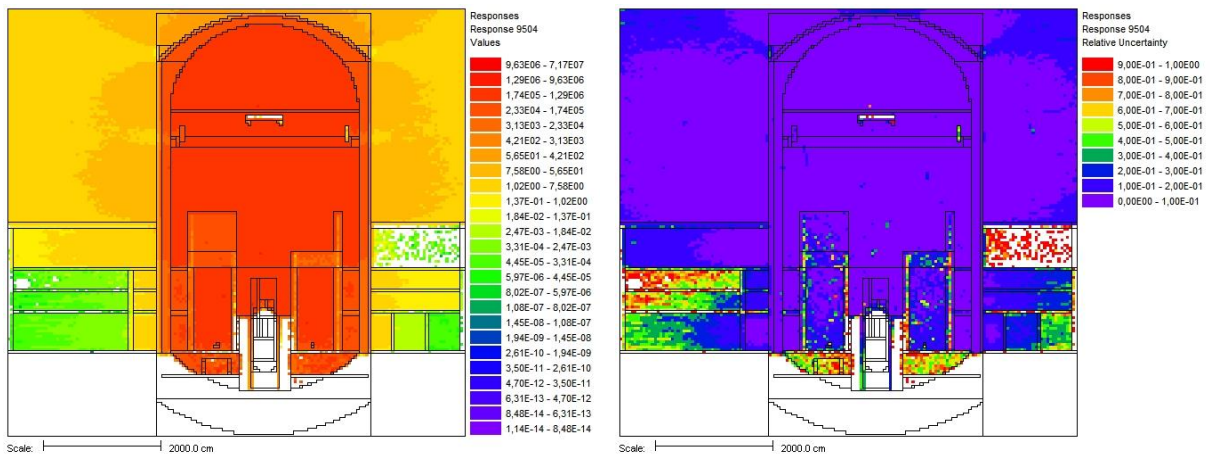 Responses
Response 9504
Values
9,63E06 - 7,17E07
1,29E06 - 9,63E06
1,74E05 - 1,29E06
2,33E04 - 1,74E05
3,13E03 - 2,33E04
4,21E02 - 3,13E03
5,65E01 - 4,21E02
7,58E00 - 5,65E01
1,02E00 - 7,58E00
1,37E-01 - 1,02E00
1,84E-02 - 1,37E-01
2,47E-03 - 1,84E-02
3,31E-04 - 2,47E-03
4,45E-05 - 3,31E-04
5,97E-06 - 4,45E-05
8,02E-07 - 5,97E-06
1,08E-07 - 8,02E-07
1,45E-08 - 1,08E-07
1,94E-09 - 1,45E-08
2,61E-10 - 1,94E-09
3,50E-11 - 2,61E-10
4,70E-12 - 3,50E-11
6,31E-13 - 4,70E-12
8,48E-14 - 6,31E-13
1,14E-14 - 8,48E-14
Scale: 2000.0 cm
Responses
Response 9504
Relative Uncertainty
9,00E-01 - 1,00E00
8,00E-01 - 9,00E-01
7,00E-01 - 8,00E-01
6,00E-01 - 7,00E-01
5,00E-01 - 6,00E-01
4,00E-01 - 5,00E-01
3,00E-01 - 4,00E-01
2,00E-01 - 3,00E-01
1,00E-01 - 2,00E-01
0,00E00 - 1,00E-01
Scale: 2000.0 cm